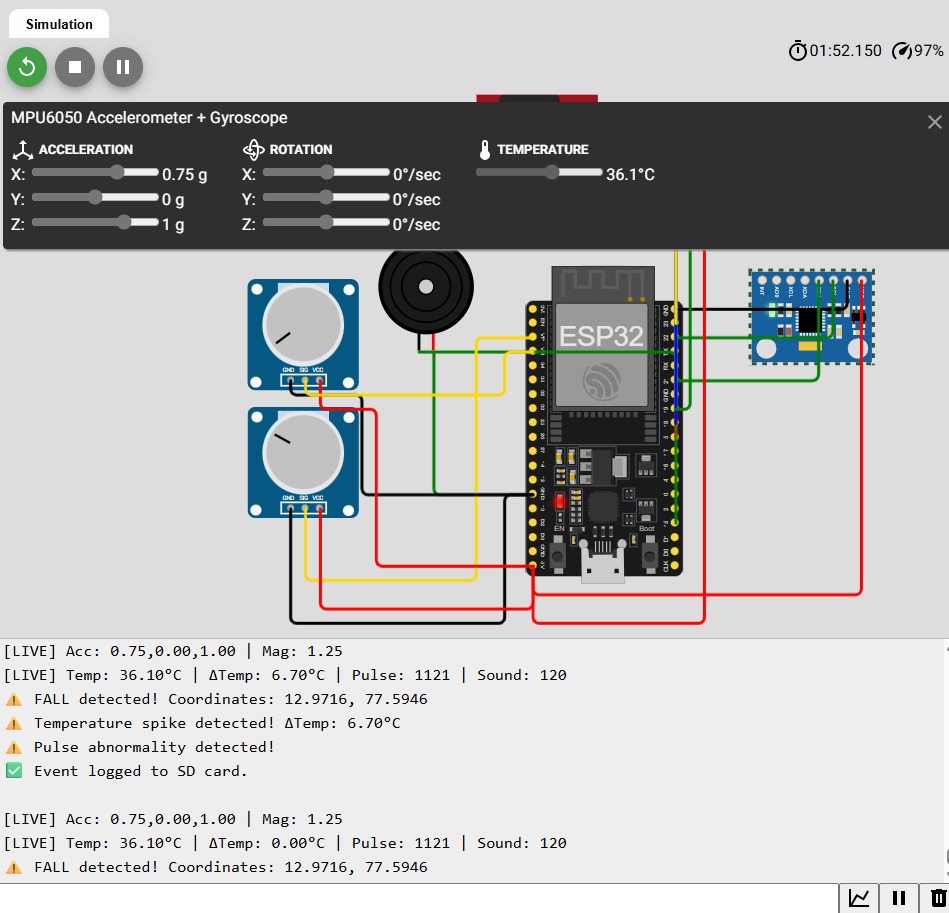 Simulation
01:52.150 97%
MPU6050 Accelerometer + Gyroscope
ACCELERATION ROTATION TEMPERATURE
X: 0.75 g X: 0°/sec 36.1°C
Y: 0 g Y: 0°/sec
Z: 1 g Z: 0°/sec
ESP32
GND SIG VCC
GND SIG VCC
EN Boot
[LIVE] Acc: 0.75,0.00,1.00 | Mag: 1.25
[LIVE] Temp: 36.10°C | ΔTemp: 6.70°C | Pulse: 1121 | Sound: 120
⚠ FALL detected! Coordinates: 12.9716, 77.5946
⚠ Temperature spike detected! ΔTemp: 6.70°C
⚠ Pulse abnormality detected!
✅ Event logged to SD card.
[LIVE] Acc: 0.75,0.00,1.00 | Mag: 1.25
[LIVE] Temp: 36.10°C | ΔTemp: 0.00°C | Pulse: 1121 | Sound: 120
⚠ FALL detected! Coordinates: 12.9716, 77.5946